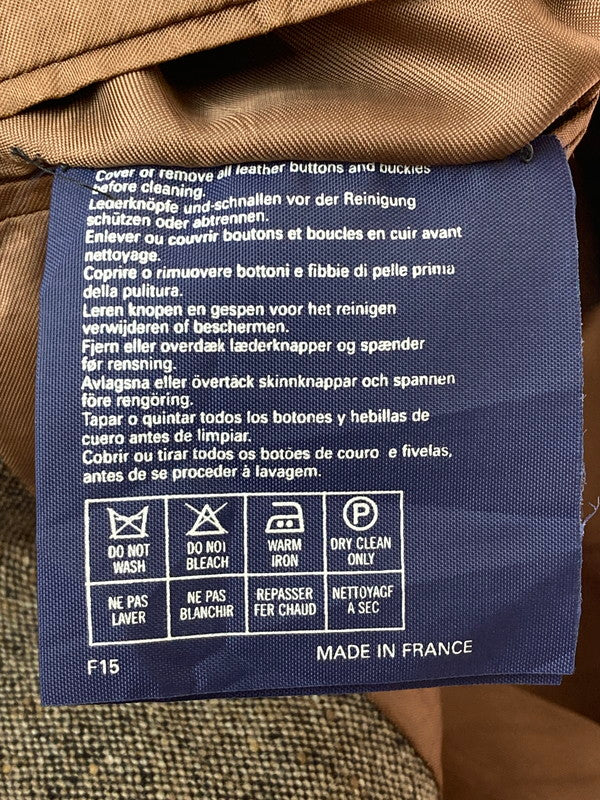 Cover or remove all leather buttons and buckles
before cleaning.
Lederknöpfe und-schnallen vor der Reinigung
schützen oder abtrennen.
Enlever ou couvrir boutons et boucles en cuir avant
nettoyage.
Coprire o rimuovere bottoni e fibbie di pelle prima
della pulitura.
Leren knopen en gespen voor het reinigen
verwijderen of beschermen.
Fjern eller overdæk læderknapper og spænder
før rensning.
Avlagsna eller övertäck skinnknappar och spannen
före rengöring.
Tapar o quintar todos los botones y hebillas de
cuero antes de limpiar.
Cobrir ou tirar todos os botões de couro e fivelas,
antes de se proceder à lavagem.
P
DO NOT WASH
DO NOT BLEACH
WARM IRON
DRY CLEAN ONLY
NE PAS LAVER
NE PAS BLANCHIR
REPASSER FER CHAUD
NETTOYAGE A SEC
F15
MADE IN FRANCE